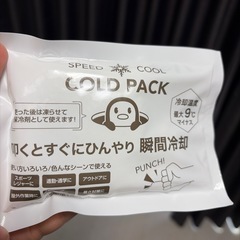 SPEED COOL
COLD PACK
使った後は凍らせて
保冷剤として使えます!
冷却温度
最大9℃
マイナス
叩くとすぐにひんやり 瞬間冷却
使い方いろいろ/色んなシーンで使える
スポーツ
レジャーに
通勤・通学に
アウトドアに
PUNCH!